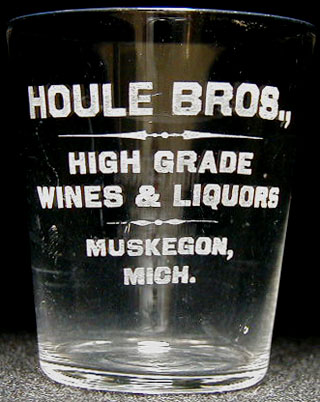 HOULE BROS.,
HIGH GRADE
WINES & LIQUORS
MUSKEGON,
MICH.